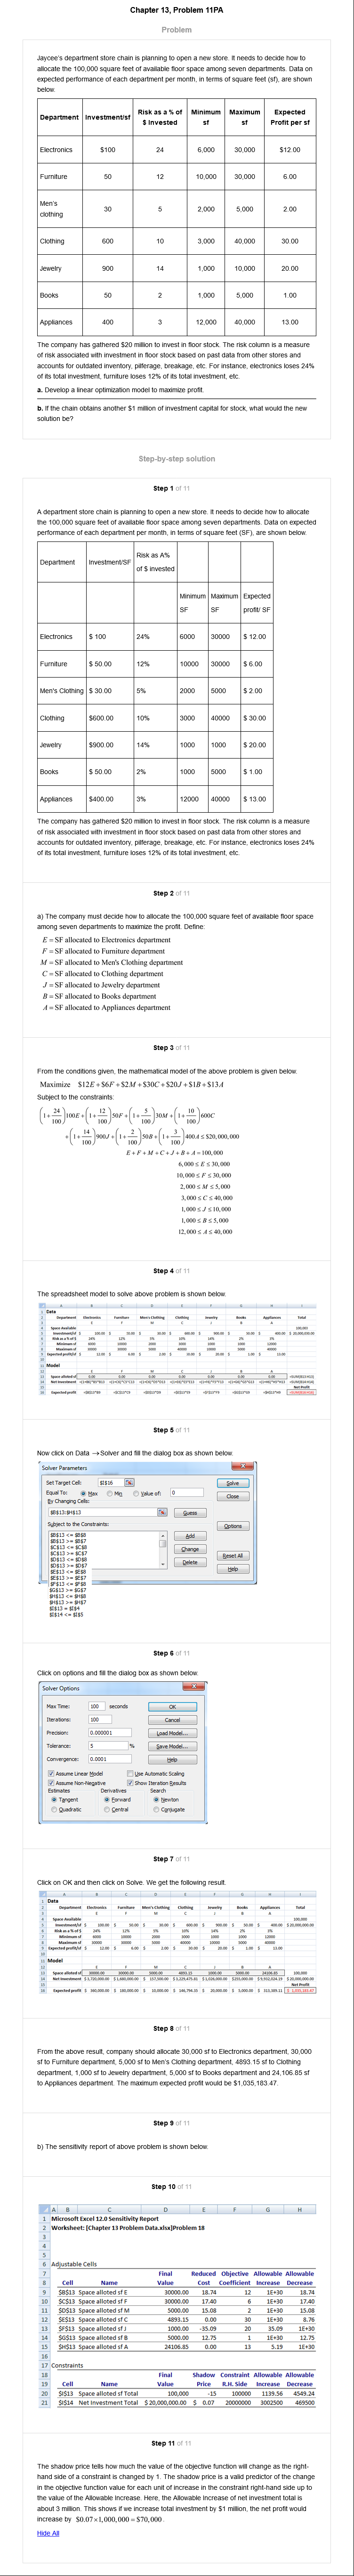 Chapter 13, Problem 11PA
Problem
Jaycee's department store chain is planning to open a new store. It needs to decide how to
allocate the 100,000 square feet of available floor space among seven departments. Data on
expected performance of each department per month, in terms of square feet (sf), are shown
below.
Department Investment/sf Risk as a % of $ Invested Minimum sf Maximum sf Expected Profit per sf
Electronics $100 24 6,000 30,000 $12.00
Furniture 50 12 10,000 30,000 6.00
Men's clothing 30 5 2,000 5,000 2.00
Clothing 600 10 3,000 40,000 30.00
Jewelry 900 14 1,000 10,000 20.00
Books 50 2 1,000 5,000 1.00
Appliances 400 3 12,000 40,000 13.00
The company has gathered $20 million to invest in floor stock. The risk column is a measure
of risk associated with investment in floor stock based on past data from other stores and
accounts for outdated inventory, pilferage, breakage, etc. For instance, electronics loses 24%
of its total investment, furniture loses 12% of its total investment, etc.
a. Develop a linear optimization model to maximize profit.
b. If the chain obtains another $1 million of investment capital for stock, what would the new
solution be?
Step-by-step solution
Step 1 of 11
A department store chain is planning to open a new store. It needs to decide how to allocate
the 100,000 square feet of available floor space among seven departments. Data on expected
performance of each department per month, in terms of square feet (SF), are shown below.
Department Investment/SF Risk as A% of $ invested
Minimum SF Maximum SF Expected profit/ SF
Electronics $ 100 24% 6000 30000 $ 12.00
Furniture $ 50.00 12% 10000 30000 $ 6.00
Men's Clothing $ 30.00 5% 2000 5000 $ 2.00
Clothing $600.00 10% 3000 40000 $ 30.00
Jewelry $900.00 14% 1000 1000 $ 20.00
Books $ 50.00 2% 1000 5000 $ 1.00
Appliances $400.00 3% 12000 40000 $ 13.00
The company has gathered $20 million to invest in floor stock. The risk column is a measure
of risk associated with investment in floor stock based on past data from other stores and
accounts for outdated inventory, pilferage, breakage, etc. For instance, electronics loses 24%
of its total investment, furniture loses 12% of its total investment, etc.
Step 2 of 11
a) The company must decide how to allocate the 100,000 square feet of available floor space
among seven departments to maximize the profit. Define:
E = SF allocated to Electronics department
F = SF allocated to Furniture department
M = SF allocated to Men's Clothing department
C = SF allocated to Clothing department
J = SF allocated to Jewelry department
B = SF allocated to Books department
A = SF allocated to Appliances department
Step 3 of 11
From the conditions given, the mathematical model of the above problem is given below.
Maximize $12E + $6F + $2M + $30C + $20J + $1B + $13A
Subject to the constraints:
(1+24/100)100E + (1+12/100)50F + (1+5/100)30M + (1+10/100)600C
+(1+14/100)900J + (1+2/100)50B + (1+3/100)400A ≤ $20,000,000
E + F + M + C + J + B + A = 100,000
6,000 ≤ E ≤ 30,000
10,000 ≤ F ≤ 30,000
2,000 ≤ M ≤ 5,000
3,000 ≤ C ≤ 40,000
1,000 ≤ J ≤ 10,000
1,000 ≤ B ≤ 5,000
12,000 ≤ A ≤ 40,000
Step 4 of 11
The spreadsheet model to solve above problem is shown below.
Data
Department Electronics Furniture Men's Clothing Clothing Jewelry Books Appliances Total
Model
Step 5 of 11
Now click on Data → Solver and fill the dialog box as shown below.
Solver Parameters
Set Target Cell: $I$16 Solve
Equal To: Max Min Value of: 0 Close
By Changing Cells:
$B$13:$H$13 Guess
Subject to the Constraints: Options
Add
Change
Reset All
Delete
Help
$B$13 <= $B$8
$B$13 >= $B$7
$C$13 <= $C$8
$C$13 >= $C$7
$D$13 <= $D$8
$D$13 >= $D$7
$E$13 <= $E$8
$E$13 >= $E$7
$F$13 <= $F$8
$G$13 >= $G$7
$H$13 <= $H$8
$H$13 >= $H$7
$I$13 = $I$4
$I$14 <= $I$5
Step 6 of 11
Click on options and fill the dialog box as shown below.
Solver Options
Max Time: 100 seconds OK
Iterations: 100 Cancel
Precision: 0.000001 Load Model...
Tolerance: 5 % Save Model...
Convergence: 0.0001 Help
Assume Linear Model Use Automatic Scaling
Assume Non-Negative Show Iteration Results
Estimates Derivatives Search
Tangent Forward Newton
Quadratic Central Conjugate
Step 7 of 11
Click on OK and then click on Solve. We get the following result.
Data
Department Electronics Furniture Men's Clothing Clothing Jewelry Books Appliances Total
Model
Step 8 of 11
From the above result, company should allocate 30,000 sf to Electronics department, 30,000
sf to Furniture department, 5,000 sf to Men's Clothing department, 4893.15 sf to Clothing
department, 1,000 sf to Jewelry department, 5,000 sf to Books department and 24,106.85 sf
to Appliances department. The maximum expected profit would be $1,035,183.47.
Step 9 of 11
b) The sensitivity report of above problem is shown below.
Step 10 of 11
A B C D E F G H
1 Microsoft Excel 12.0 Sensitivity Report
2 Worksheet: [Chapter 13 Problem Data.xlsx]Problem 18
3
4
5
6 Adjustable Cells
7 Final Reduced Objective Allowable Allowable
8 Cell Name Value Cost Coefficient Increase Decrease
9 $B$13 Space alloted sf E 30000.00 18.74 12 1E+30 18.74
10 $C$13 Space alloted sf F 30000.00 17.40 6 1E+30 17.40
11 $D$13 Space alloted sf M 5000.00 15.08 2 1E+30 15.08
12 $E$13 Space alloted sf C 4893.15 0.00 30 1E+30 8.76
13 $F$13 Space alloted sf J 1000.00 -35.09 20 35.09 1E+30
14 $G$13 Space alloted sf B 5000.00 12.75 1 1E+30 12.75
15 $H$13 Space alloted sf A 24106.85 0.00 13 5.19 1E+30
16
17 Constraints
18 Final Shadow Constraint Allowable Allowable
19 Cell Name Value Price R.H. Side Increase Decrease
20 $I$13 Space alloted sf Total 100,000 -15 100000 1139.56 4549.24
21 $I$14 Net Investment Total $ 20,000,000.00 $ 0.07 20000000 3002500 469500
Step 11 of 11
The shadow price tells how much the value of the objective function will change as the right-
hand side of a constraint is changed by 1. The shadow price is a valid predictor of the change
in the objective function value for each unit of increase in the constraint right-hand side up to
the value of the Allowable Increase. Here, the Allowable Increase of net investment total is
about 3 million. This shows if we increase total investment by $1 million, the net profit would
increase by $0.07×1,000,000 = $70,000.
Hide All